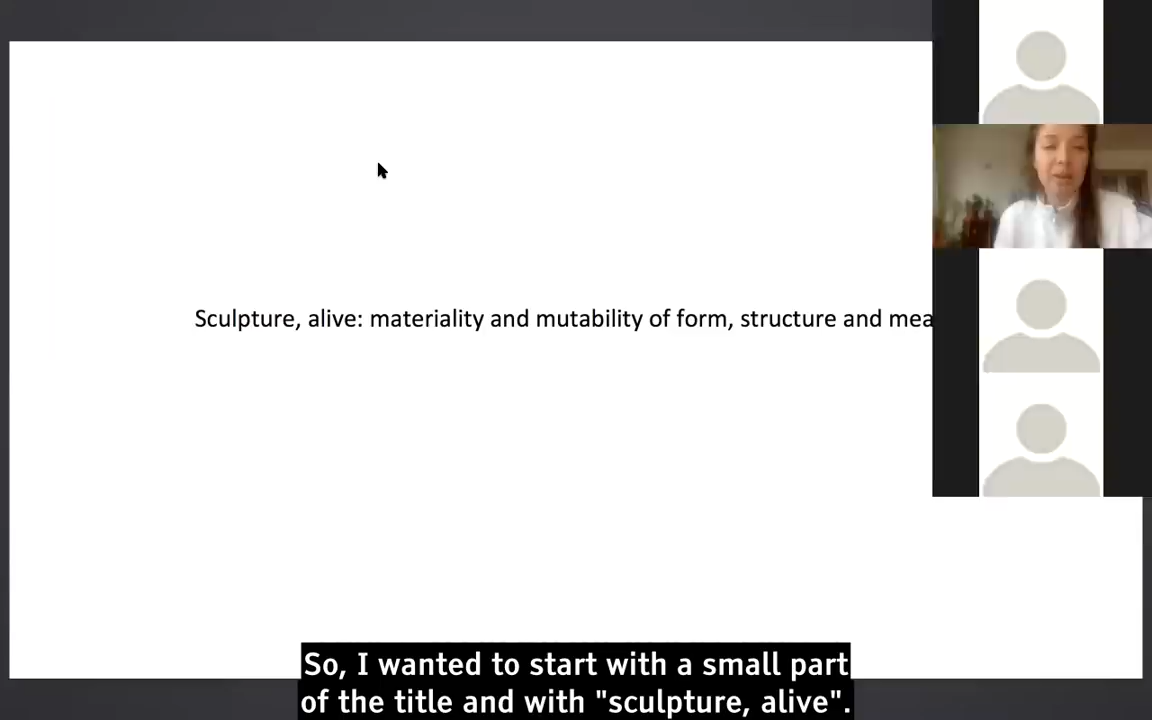 Sculpture, alive: materiality and mutability of form, structure and mea
So, I wanted to start with a small part
of the title and with "sculpture, alive".